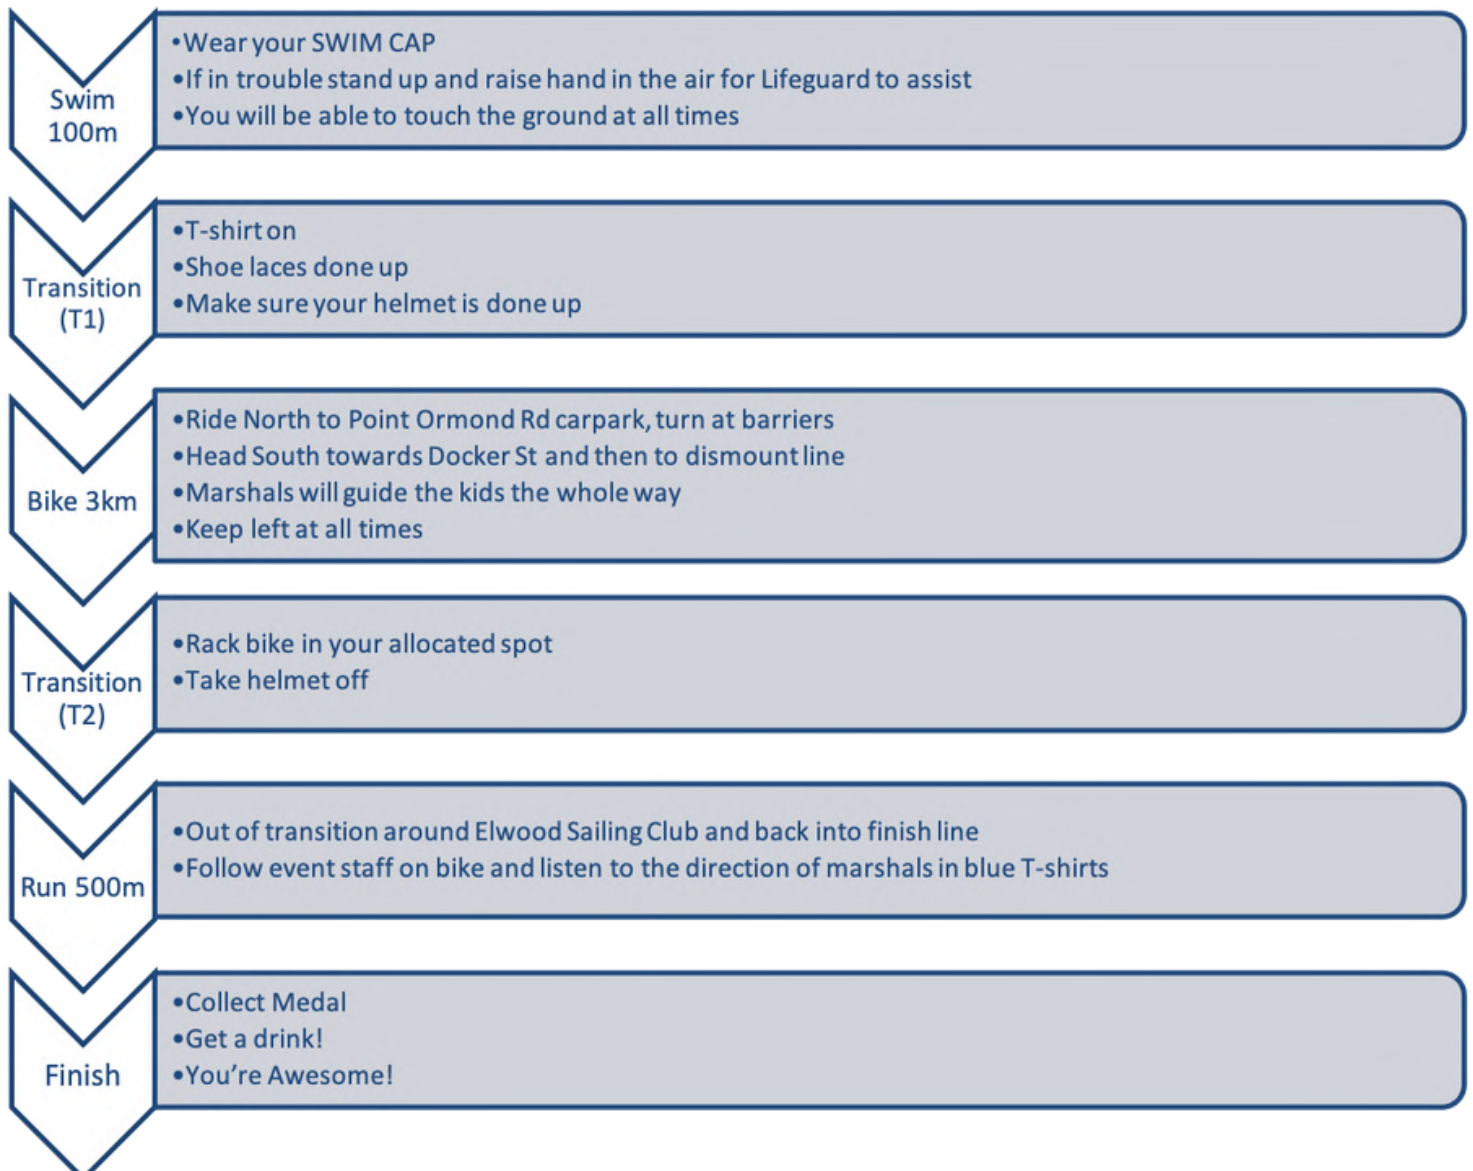 Swim
100m
•Wear your SWIM CAP
•If in trouble stand up and raise hand in the air for Lifeguard to assist
•You will be able to touch the ground at all times
Transition
(T1)
•T-shirt on
•Shoe laces done up
•Make sure your helmet is done up
Bike 3km
•Ride North to Point Ormond Rd carpark, turn at barriers
•Head South towards Docker St and then to dismount line
•Marshals will guide the kids the whole way
•Keep left at all times
Transition
(T2)
•Rack bike in your allocated spot
•Take helmet off
Run 500m
•Out of transition around Elwood Sailing Club and back into finish line
•Follow event staff on bike and listen to the direction of marshals in blue T-shirts
Finish
•Collect Medal
•Get a drink!
•You’re Awesome!